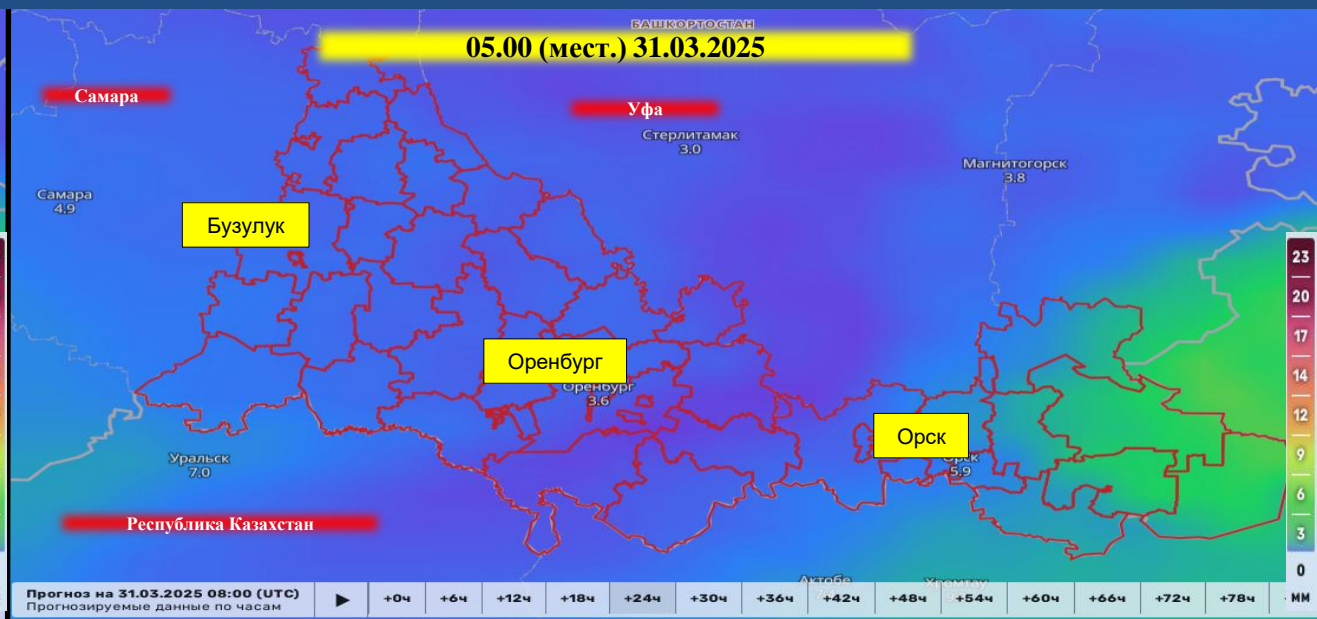 БАШКОРТОСТАН
05.00 (мест.) 31.03.2025
Самара
Уфа
Стерлитамак
3.0
Магнитогорск
3.8
Самара
4.9
Бузулук
Оренбург
Оренбург
3.6
Орск
Орск
5.9
Уральск
7.0
Республика Казахстан
Актобе
Хромтау
23
20
17
14
12
9
6
3
0
мм
Прогноз на 31.03.2025 08:00 (UTC)
Прогнозируемые данные по часам
+0ч +6ч +12ч +18ч +24ч +30ч +36ч +42ч +48ч +54ч +60ч +66ч +72ч +78ч